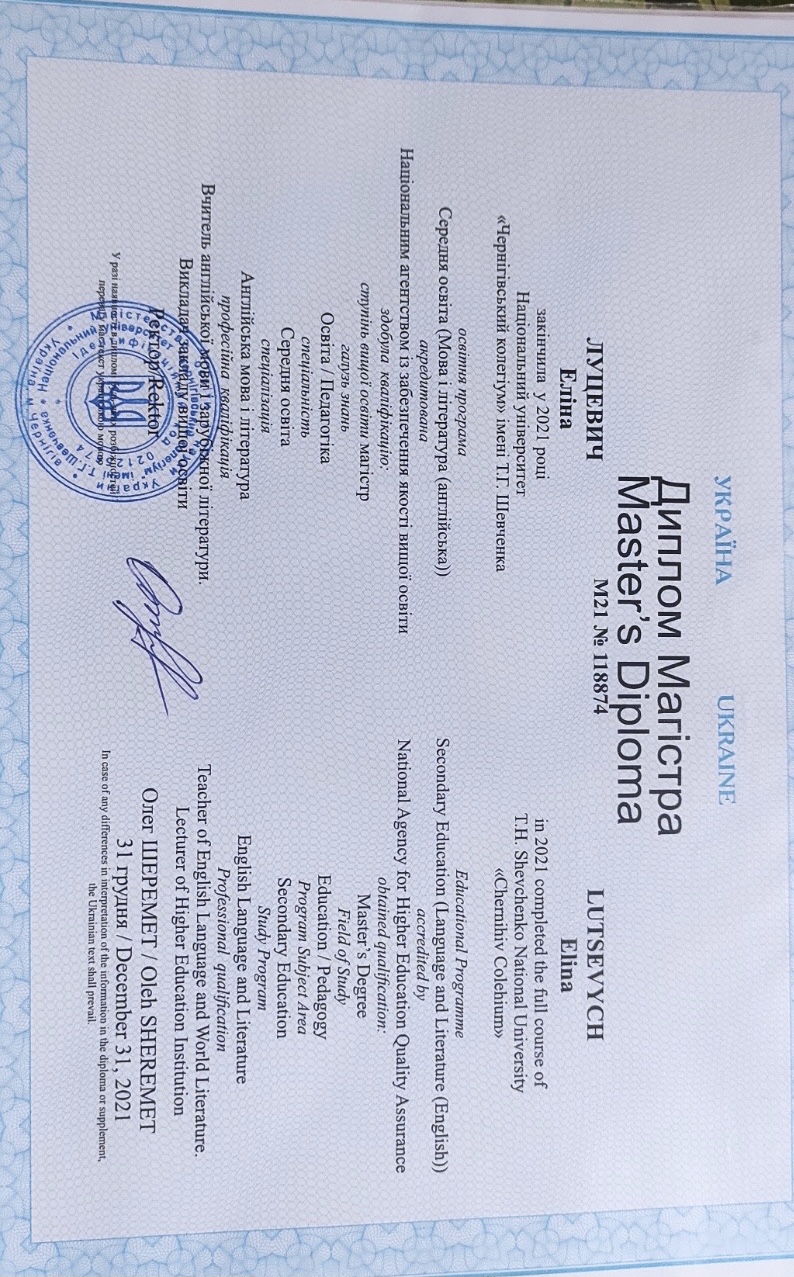 УКРАЇНА
UKRAINE
Диплом Магістра
Master's Diploma
М21 № 118874
ЛУЦЕВИЧ
Еліна
закінчила у 2021 році
Національний університет
«Чернігівський колегіум» імені Т.Г. Шевченка
освітня програма
Середня освіта (Мова і література (англійська))
акредитована
Національним агентством із забезпечення якості вищої освіти
здобула кваліфікацію:
ступінь вищої освіти магістр
галузь знань
Освіта / Педагогіка
спеціальність
Середня освіта
спеціалізація
Англійська мова і література
професійна кваліфікація
Вчитель англійської мови і зарубіжної літератури.
Викладач закладу вищої освіти
Ректор/Rektor
У разі наявності в дипломі
LUTSEVYCH
Elina
in 2021 completed the full course of
T.H. Shevchenko National University
«Chernihiv Colehium»
Educational Programme
Secondary Education (Language and Literature (English))
accredited by
National Agency for Higher Education Quality Assurance
obtained qualification:
Master's Degree
Field of Study
Education / Pedagogy
Program Subject Area
Secondary Education
Study Program
English Language and Literature
Professional qualification
Teacher of English Language and World Literature.
Lecturer of Higher Education Institution
Олег ШЕРЕМЕТ / Oleh SHEREMET
31 грудня / December 31, 2021
In case of any differences in interpretation of the information in the diploma or supplement,
the Ukrainian text shall prevail.